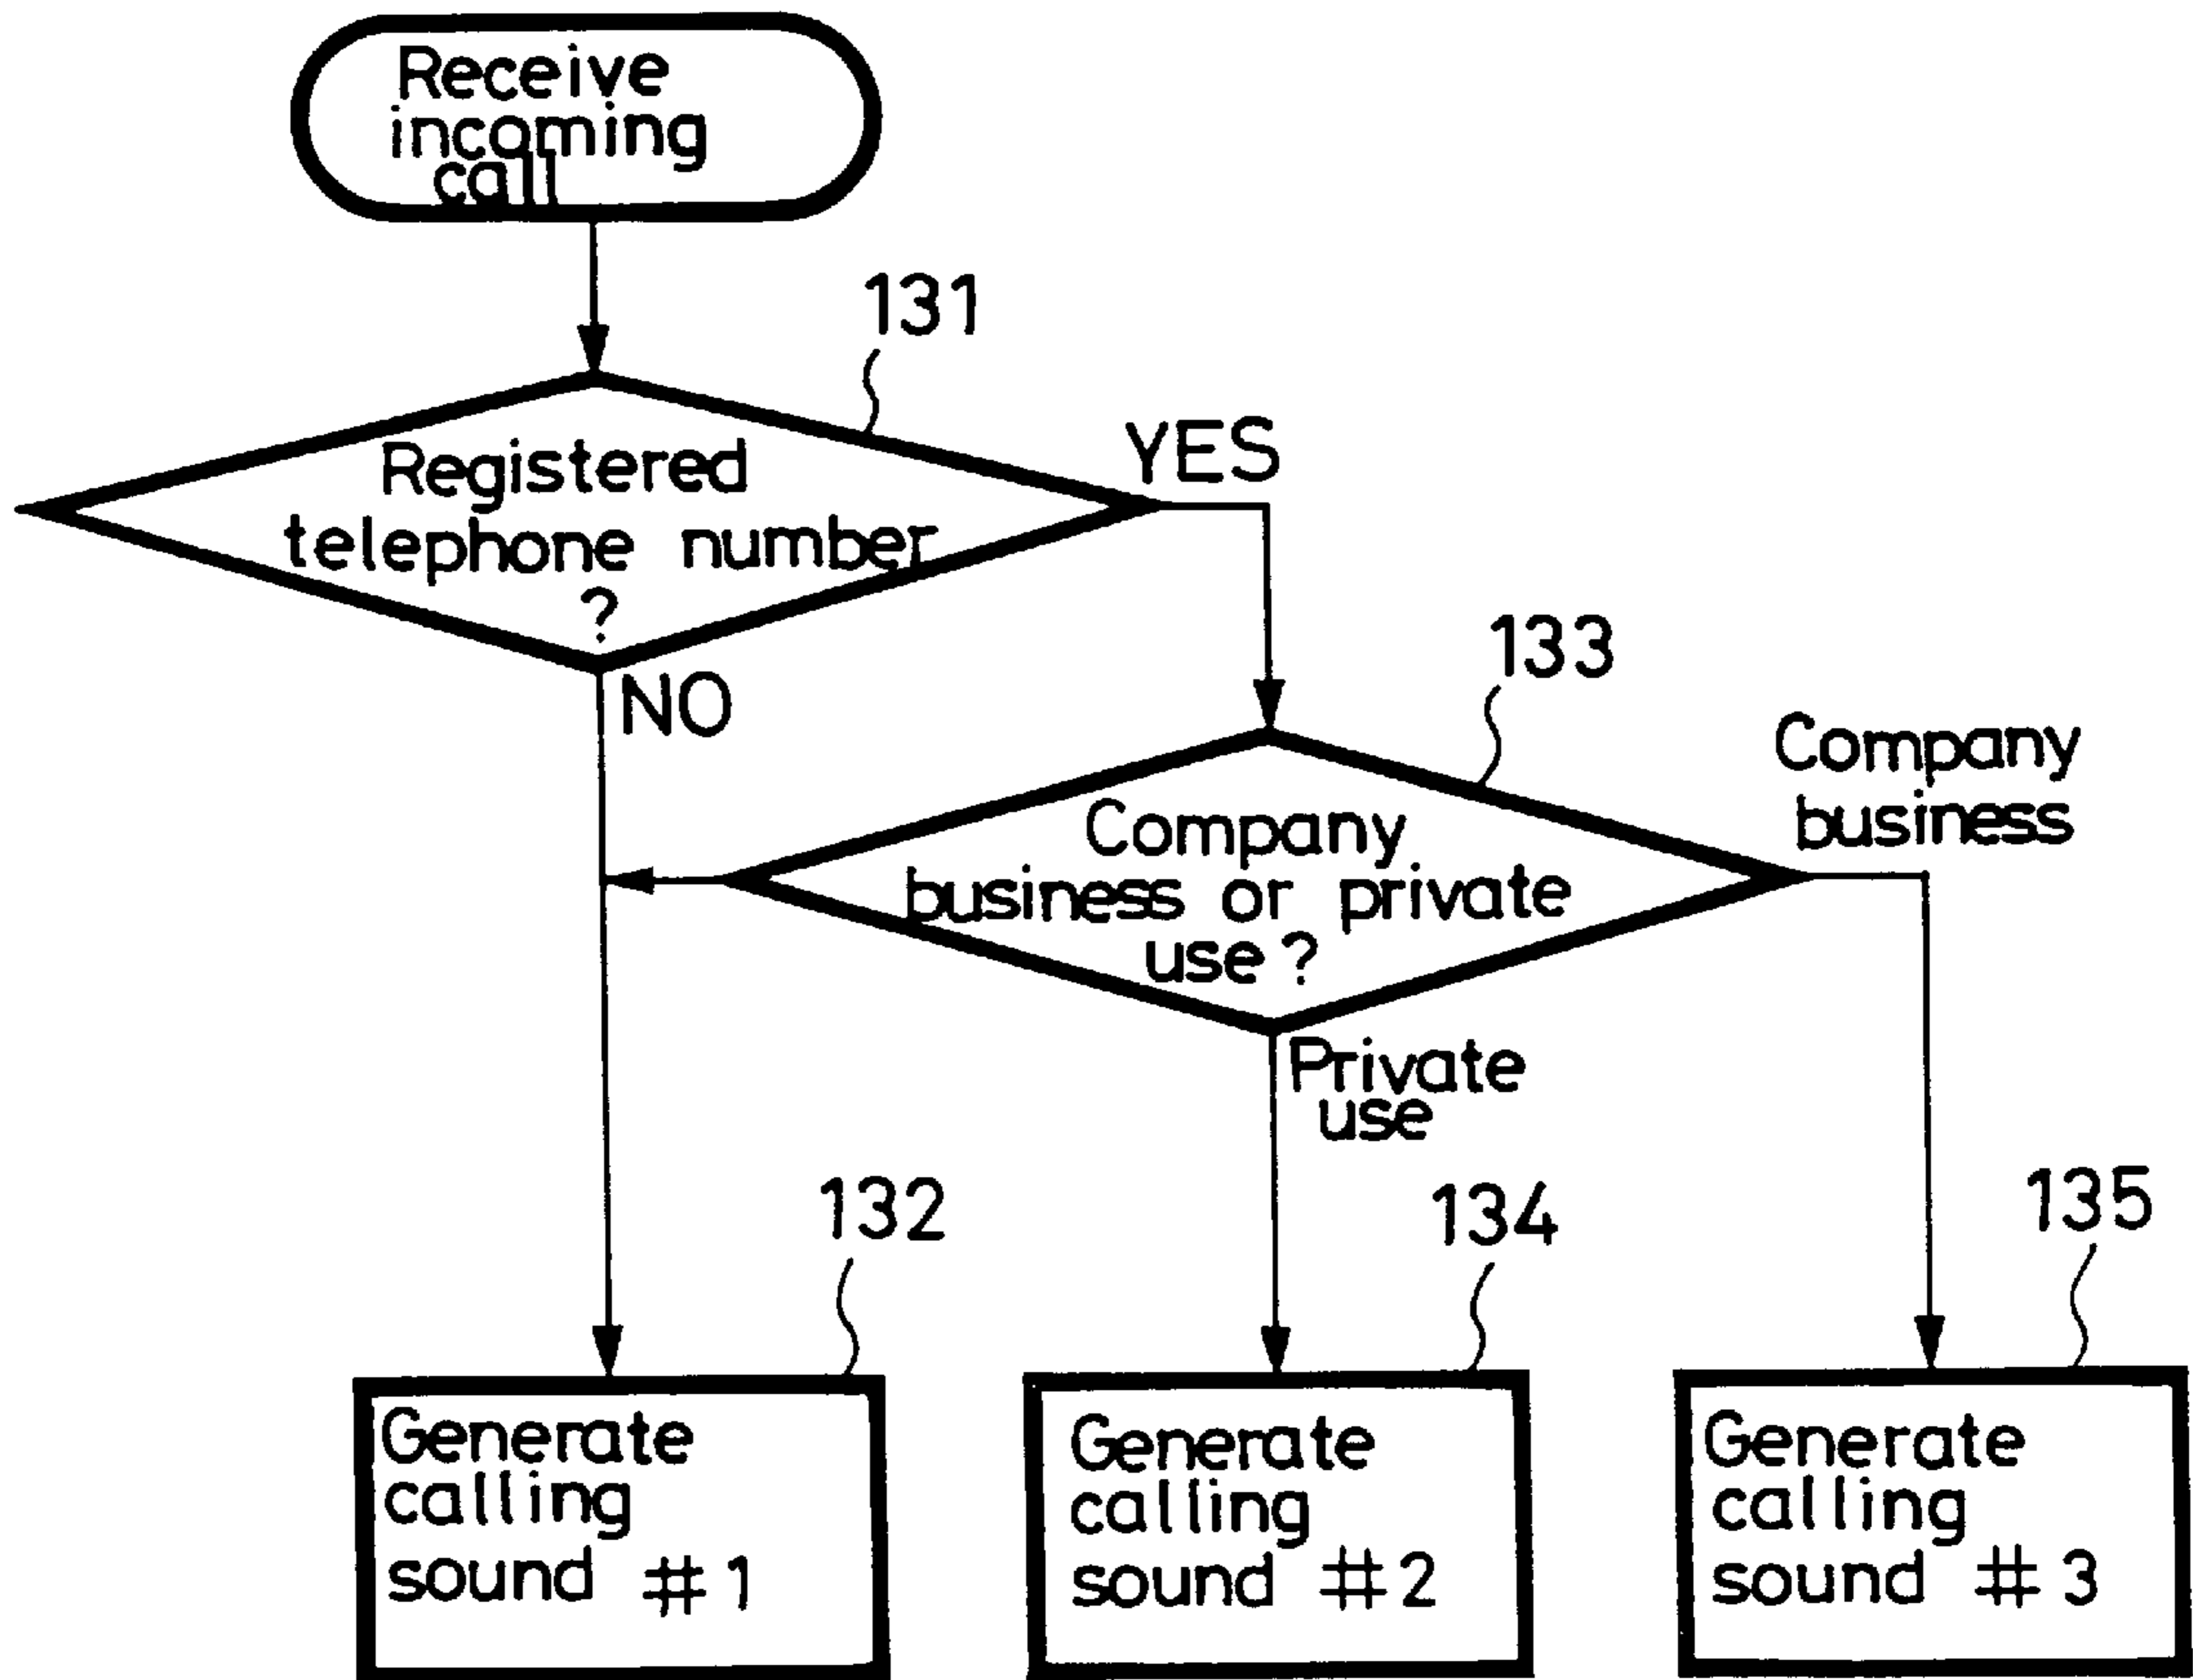 Receive
incoming
call
131
Registered
telephone number
?
YES
NO
133
Company
business or private
use ?
Company
business
Private
use
132
134
135
Generate
calling
sound #1
Generate
calling
sound #2
Generate
calling
sound #3